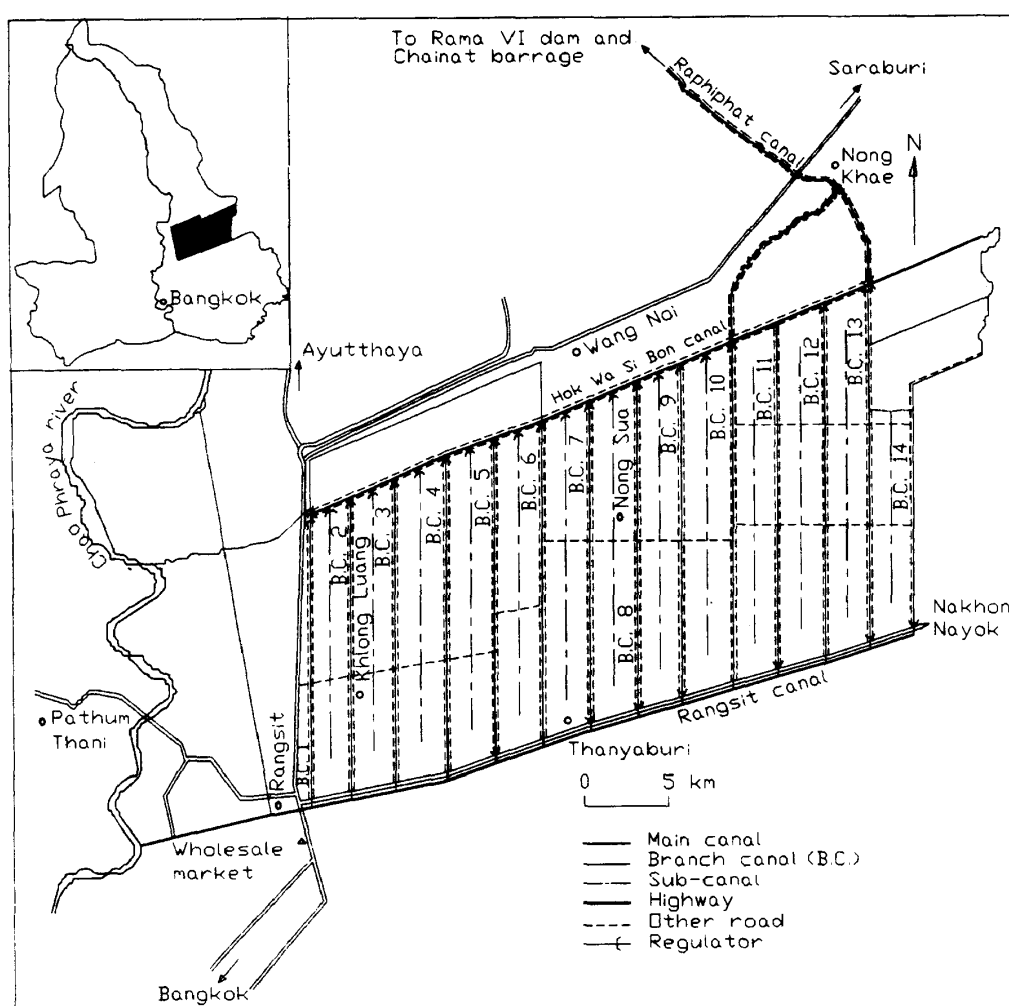 To Rama VI dam and
Chainat barrage
Raphiphat canal
Saraburi
Nong
Khae
N
Bangkok
Ayutthaya
Wang Noi
Hok Wa Si Bon canal
Chao Phraya river
B.C. 1
B.C. 2
B.C. 3
B.C. 4
B.C. 5
B.C. 6
B.C. 7
B.C. 8
B.C. 9
B.C. 10
B.C. 11
B.C. 12
B.C. 13
B.C. 14
Khlong Luang
Nong Sua
Nakhon
Nayok
Rangsit canal
Pathum
Thani
Rangsit
Thanyaburi
0 5 km
Wholesale
market
Main canal
Branch canal (B.C.)
Sub-canal
Highway
Other road
Regulator
Bangkok